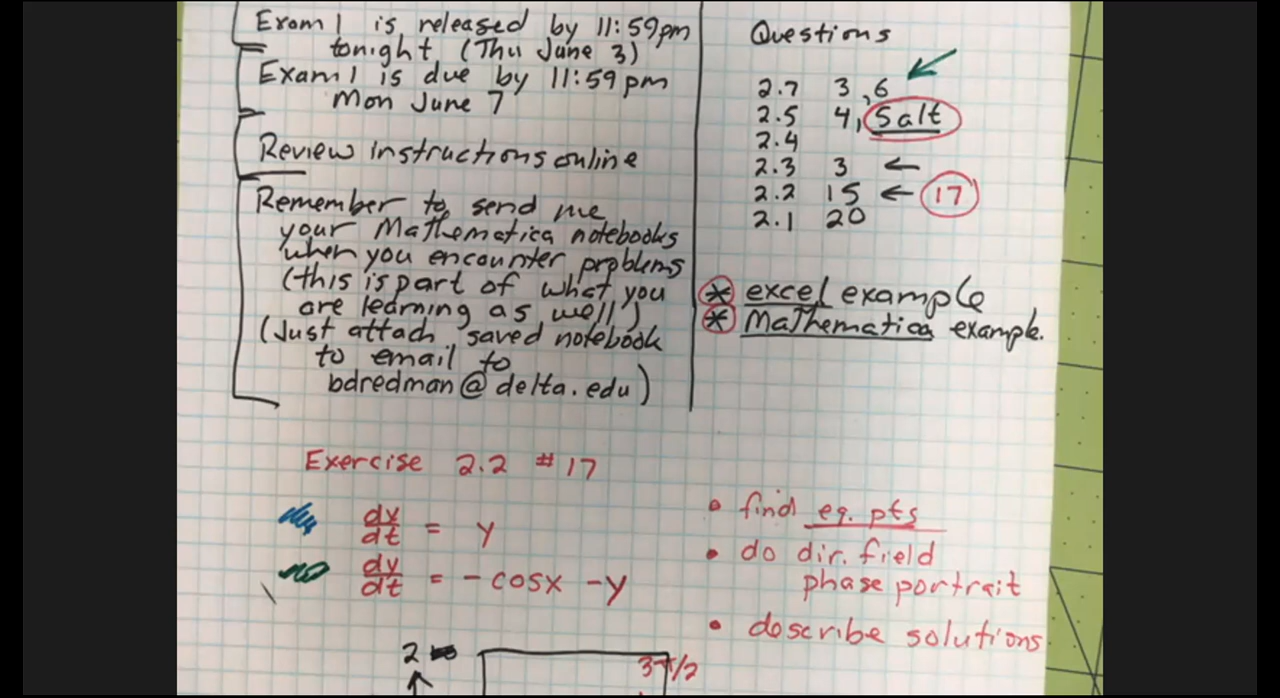 Exam 1 is released by 11:59pm
tonight (Thu June 3)
Exam 1 is due by 11:59 pm
Mon June 7
Review instructions online
Remember to send me
your Mathematica notebooks
when you encounter problems
(this is part of what you
are learning as well)
(Just attach saved notebook
to email to
bdredman@delta.edu)
Questions
2.7 3, 6
2.5 4, Salt
2.4
2.3 3 ←
2.2 15 ← 17
2.1 20
* excel example
* Mathematica example.
Exercise 2.2 #17
dx/dt = y
dy/dt = - cosx - y
• find eq. pts
• do dir. field
phase portrait
• describe solutions
2
3π/2